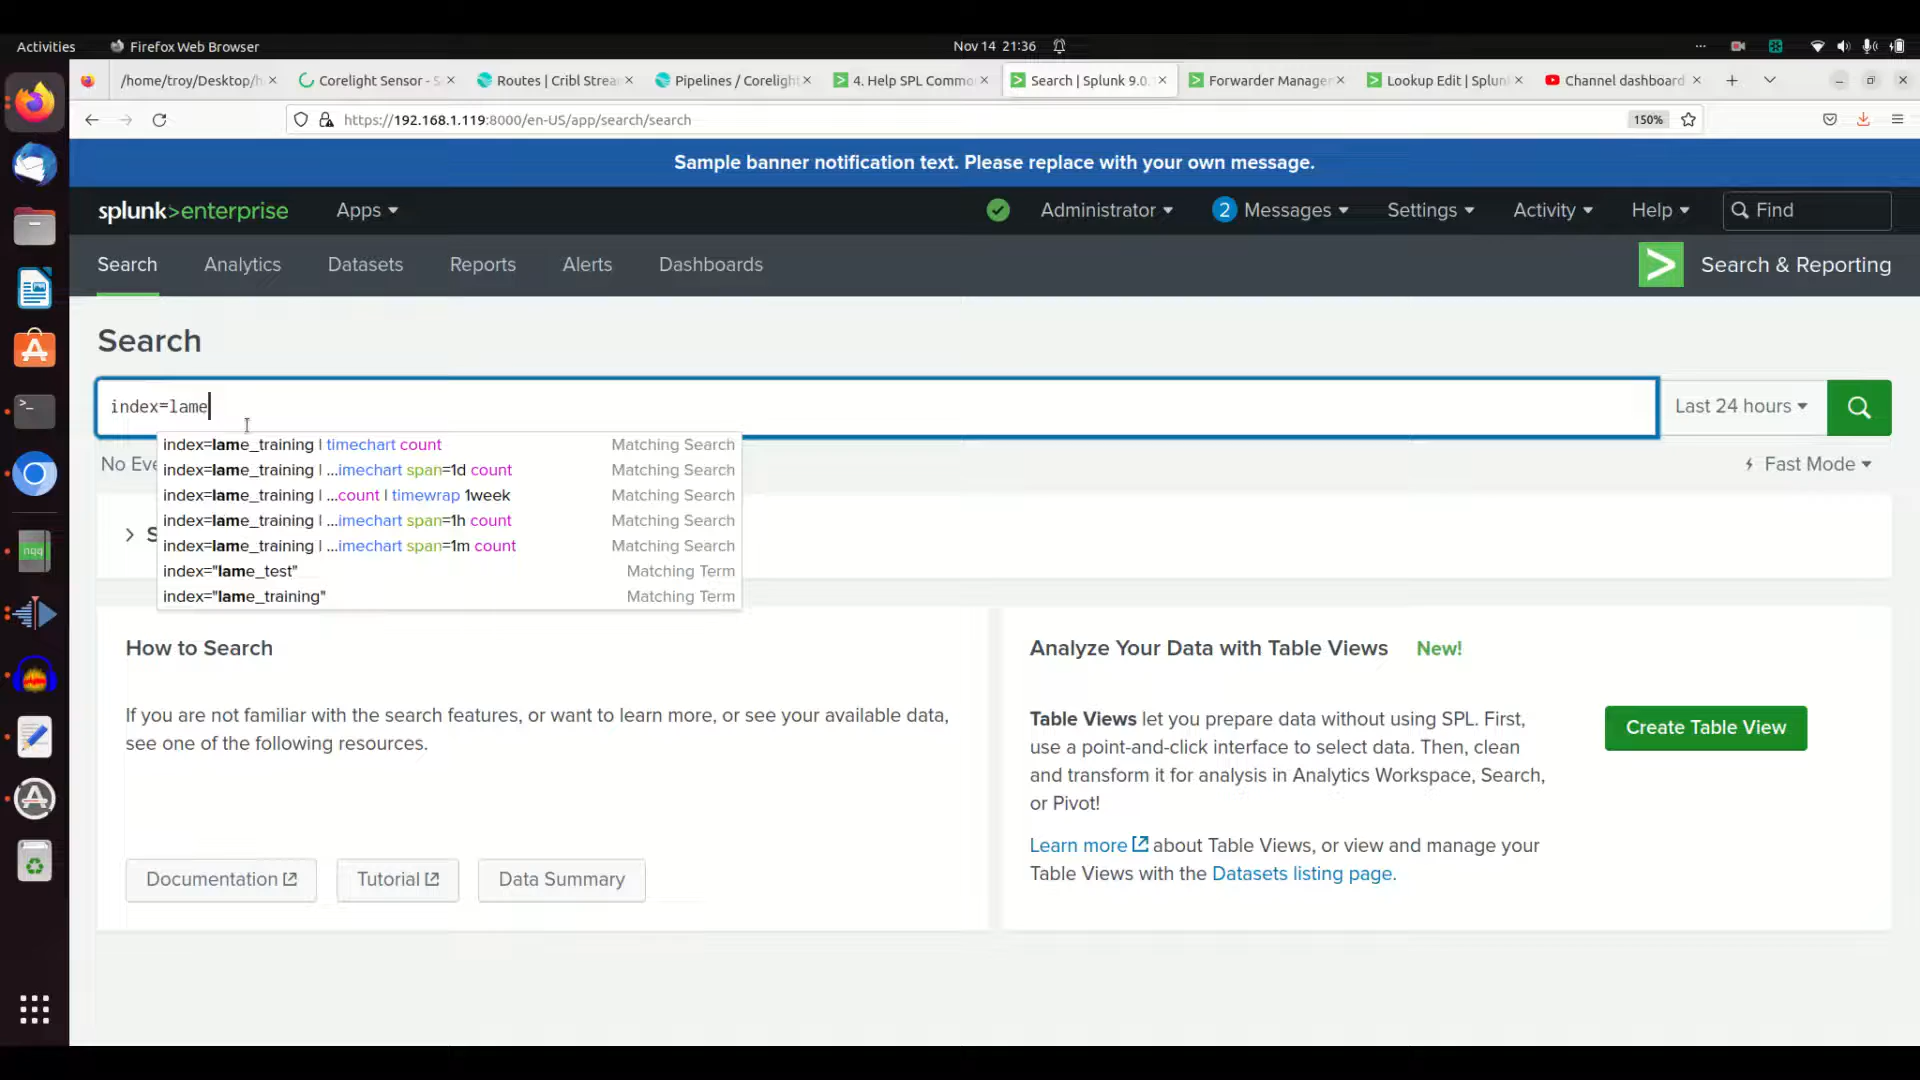 Activities
Firefox Web Browser
Nov 14 21:36
/home/troy/Desktop/h
Corelight Sensor - S
Routes | Cribl Strea
Pipelines / Corelight
4. Help SPL Commo
Search | Splunk 9.0.
Forwarder Manage
Lookup Edit | Splun
Channel dashboard
https://192.168.1.119:8000/en-US/app/search/search
150%
Sample banner notification text. Please replace with your own message.
splunk>enterprise
Apps
Administrator
2 Messages
Settings
Activity
Help
Find
Search
Analytics
Datasets
Reports
Alerts
Dashboards
Search & Reporting
Search
index=lame
Last 24 hours
index=lame_training | timechart count Matching Search
index=lame_training | ...imechart span=1d count Matching Search
index=lame_training | ...count | timewrap 1week Matching Search
index=lame_training | ...imechart span=1h count Matching Search
index=lame_training | ...imechart span=1m count Matching Search
index="lame_test" Matching Term
index="lame_training" Matching Term
No Eve
Fast Mode
S
How to Search
If you are not familiar with the search features, or want to learn more, or see your available data,
see one of the following resources.
Documentation
Tutorial
Data Summary
Analyze Your Data with Table Views New!
Table Views let you prepare data without using SPL. First,
use a point-and-click interface to select data. Then, clean
and transform it for analysis in Analytics Workspace, Search,
or Pivot!
Learn more about Table Views, or view and manage your
Table Views with the Datasets listing page.
Create Table View